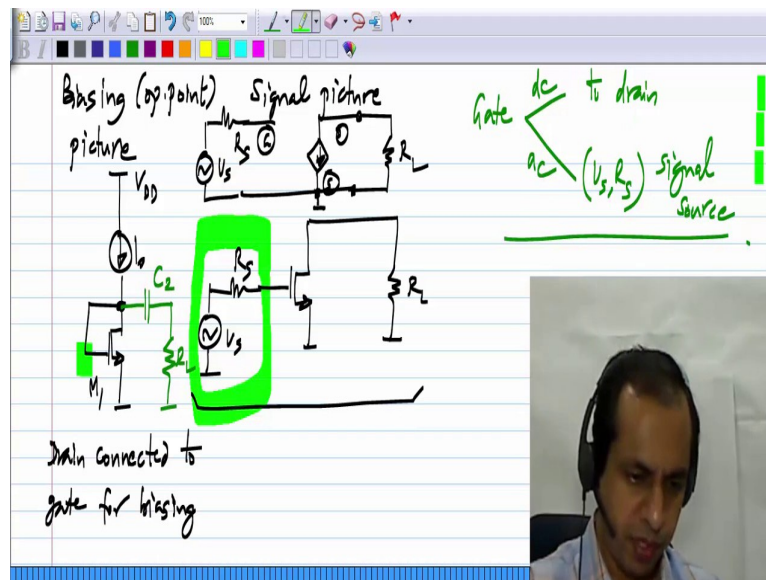 100%
B I
Biasing (op.point)
picture
Signal picture
Rs
G
Vs
D
S
RL
Gate
dc
to drain
ac
(Vs, Rs) signal
source
VDD
I0
C2
RL
M1
Rs
Vs
RL
Drain connected to
gate for biasing